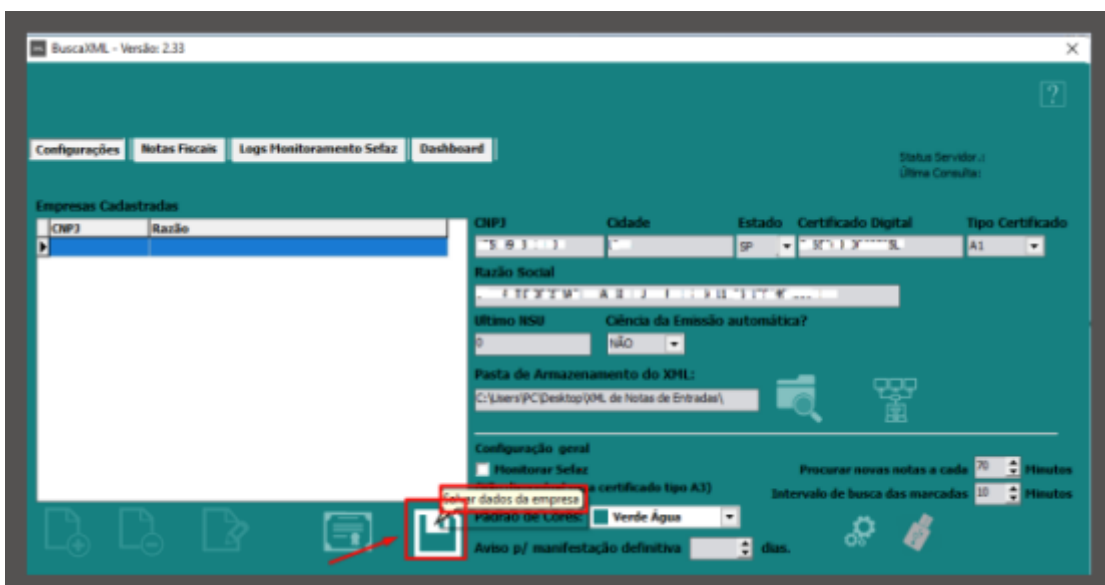 BuscaXML - Versão: 2.33
Configurações Notas Fiscais Logs Monitoramento Sefaz Dashboard
Status Servidor.:
Última Consulta:
Empresas Cadastradas
CNPJ Razão
CNPJ Cidade Estado Certificado Digital Tipo Certificado
SP A1
Razão Social
Ultimo NSU Ciência da Emissão automática?
0 NÃO
Pasta de Armazenamento do XML:
C:\Users\PC\Desktop\XML de Notas de Entradas\
Configuração geral
Monitorar Sefaz
Procurar novas notas a cada 70 Minutos
certificado tipo A3)
Salvar dados da empresa
Intervalo de busca das marcadas 10 Minutos
Padrão de Cores: Verde Água
Aviso p/ manifestação definitiva dias.